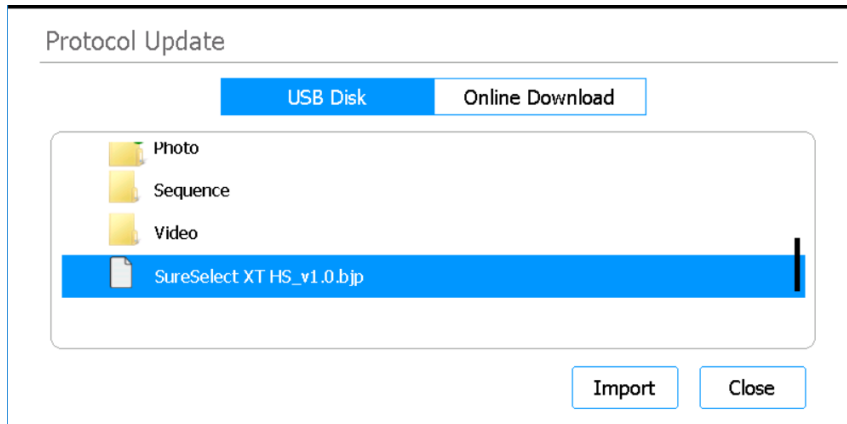 Protocol Update
USB Disk Online Download
Photo
Sequence
Video
SureSelect XT HS_v1.0.bjp
Import Close